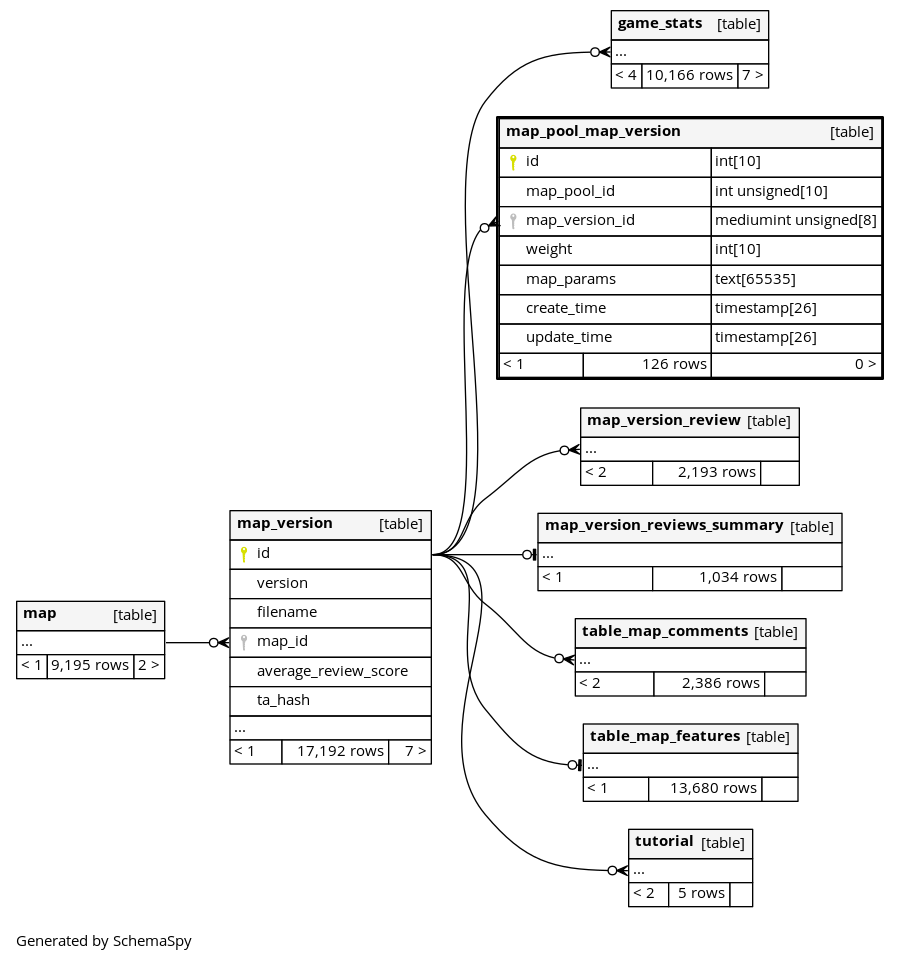 game_stats [table]
...
< 4 10,166 rows 7 >
map_pool_map_version [table]
id int[10]
map_pool_id int unsigned[10]
map_version_id mediumint unsigned[8]
weight int[10]
map_params text[65535]
create_time timestamp[26]
update_time timestamp[26]
< 1 126 rows 0 >
map_version_review [table]
...
< 2 2,193 rows
map_version [table]
id
version
filename
map_id
average_review_score
ta_hash
...
< 1 17,192 rows 7 >
map_version_reviews_summary [table]
...
< 1 1,034 rows
map [table]
...
< 1 9,195 rows 2 >
table_map_comments [table]
...
< 2 2,386 rows
table_map_features [table]
...
< 1 13,680 rows
tutorial [table]
...
< 2 5 rows
Generated by SchemaSpy